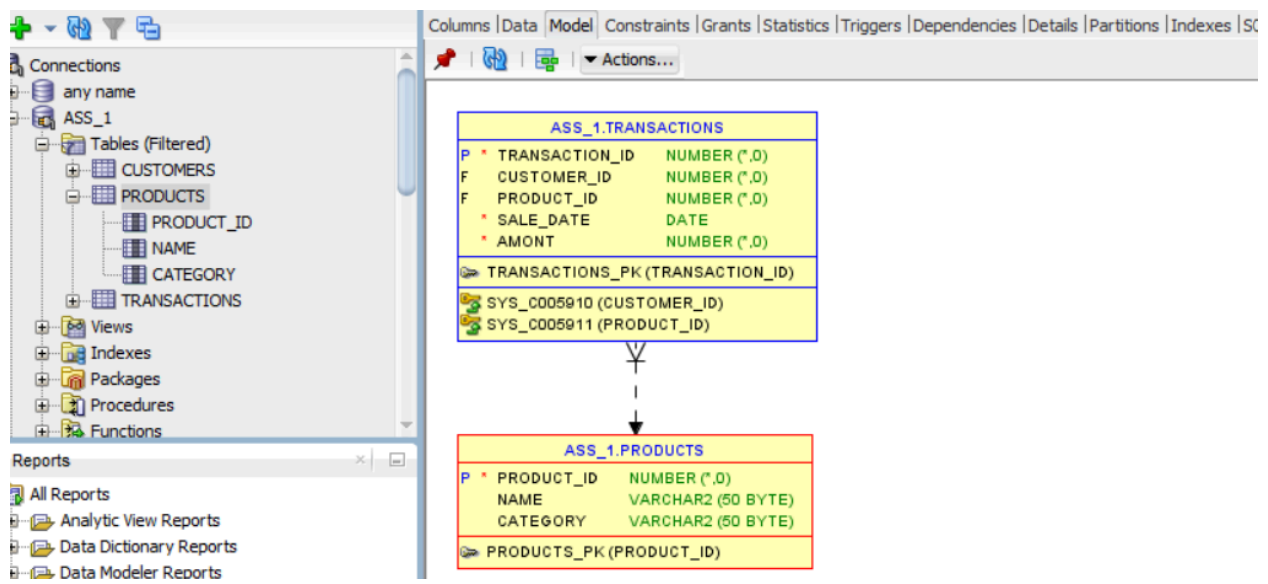 Connections
any name
ASS_1
Tables (Filtered)
CUSTOMERS
PRODUCTS
PRODUCT_ID
NAME
CATEGORY
TRANSACTIONS
Views
Indexes
Packages
Procedures
Functions
Reports
All Reports
Analytic View Reports
Data Dictionary Reports
Data Modeler Reports
Columns |Data |Model |Constraints |Grants |Statistics |Triggers |Dependencies |Details |Partitions |Indexes |SQ
Actions...
ASS_1.TRANSACTIONS
P * TRANSACTION_ID NUMBER (*,0)
F CUSTOMER_ID NUMBER (*,0)
F PRODUCT_ID NUMBER (*,0)
* SALE_DATE DATE
* AMONT NUMBER (*,0)
TRANSACTIONS_PK (TRANSACTION_ID)
SYS_C005910 (CUSTOMER_ID)
SYS_C005911 (PRODUCT_ID)
ASS_1.PRODUCTS
P * PRODUCT_ID NUMBER (*,0)
NAME VARCHAR2 (50 BYTE)
CATEGORY VARCHAR2 (50 BYTE)
PRODUCTS_PK (PRODUCT_ID)